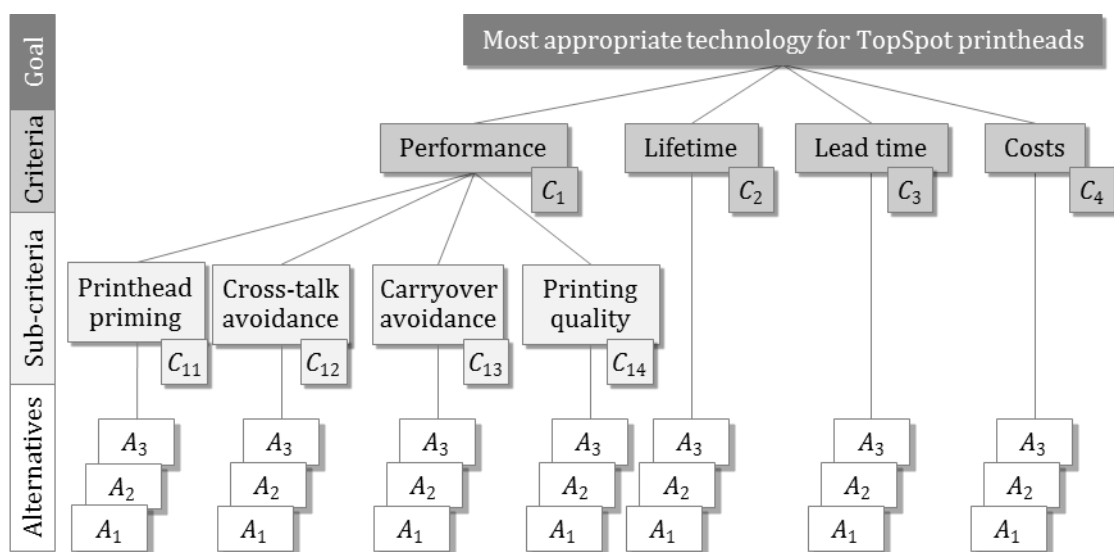 Goal
Most appropriate technology for TopSpot printheads
Criteria
Performance
C₁
Lifetime
C₂
Lead time
C₃
Costs
C₄
Sub-criteria
Printhead
priming
C₁₁
Cross-talk
avoidance
C₁₂
Carryover
avoidance
C₁₃
Printing
quality
C₁₄
Alternatives
A₃
A₃
A₃
A₃
A₃
A₃
A₃
A₂
A₂
A₂
A₂
A₂
A₂
A₂
A₁
A₁
A₁
A₁
A₁
A₁
A₁